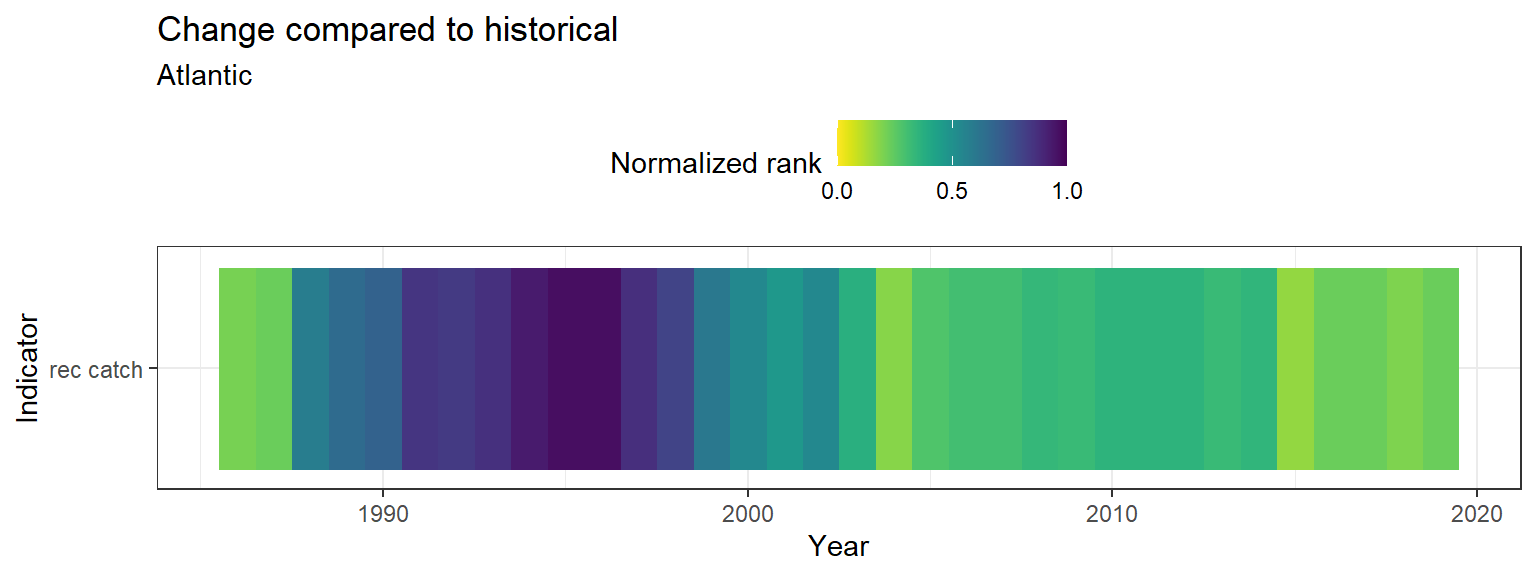 Change compared to historical
Atlantic
Normalized rank
0.0 0.5 1.0
Indicator
rec catch
1990 2000 2010 2020
Year